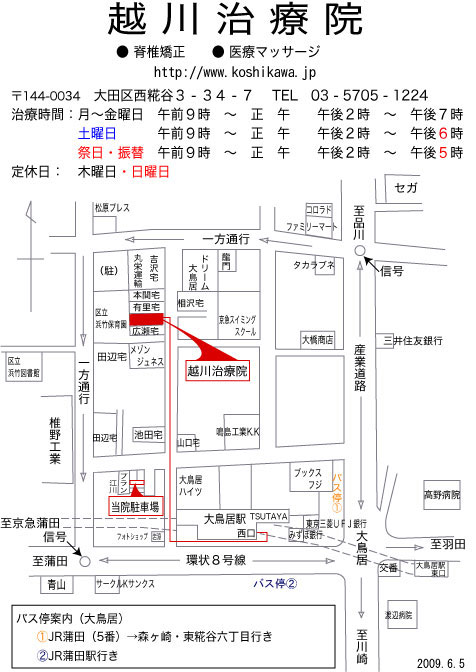 越川治療院
● 脊椎矯正　● 医療マッサージ
http://www.koshikawa.jp
〒144-0034　大田区西糀谷３－３４－７　TEL　03－5705－1224
治療時間：月～金曜日　午前９時　～　正　午　午後２時　～　午後７時
土曜日　午前９時　～　正　午　午後２時　～　午後６時
祭日・振替　午前９時　～　正　午　午後２時　～　午後５時
定休日：　木曜日・日曜日
セガ
松原プレス
コロラド
ファミリーマート
至品川
一方通行
信号
（駐）
丸栄運輸
吉沢宅
ドリーム大鳥居
龍門
タカラブネ
本間宅
有里宅
相沢宅
区立
浜竹保育園
広瀬宅
京急スイミング
スクール
大橋商店
三井住友銀行
産業道路
区立
浜竹図書館
一方通行
田辺宅
メゾン
ジュネス
越川治療院
椎野工業
田辺宅
池田宅
山口宅
鳴島工業K.K
江川
プラン
大鳥居
ハイツ
ブックス
フジ
バス停①
高野病院
当院駐車場
至京急蒲田
信号
フォトショップ
大鳥居駅
TSUTAYA
西口
東京三菱ＵＦＪ銀行
みずほ銀行
大鳥居
至羽田
至蒲田
環状８号線
交番
大鳥居駅
東口
青山
サークルKサンクス
バス停②
渡辺病院
至川崎
バス停案内（大鳥居）
①JR蒲田（5番）→森ヶ崎・東糀谷六丁目行き
②JR蒲田駅行き
2009.6.5